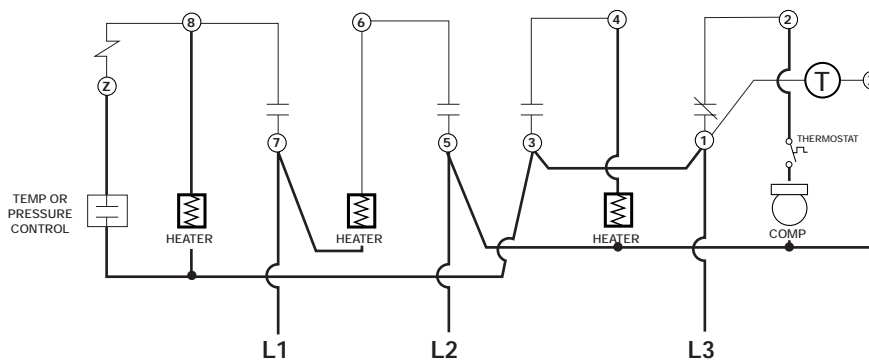 8
6
4
2
Z
T
7
5
3
1
THERMOSTAT
TEMP OR
PRESSURE
CONTROL
HEATER
HEATER
HEATER
COMP
L1
L2
L3